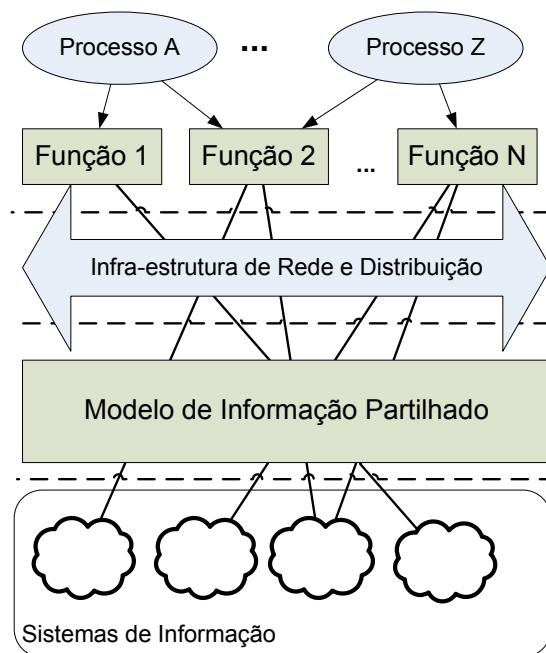 Processo A
...
Processo Z
Função 1
Função 2
...
Função N
Infra-estrutura de Rede e Distribuição
Modelo de Informação Partilhado
Sistemas de Informação